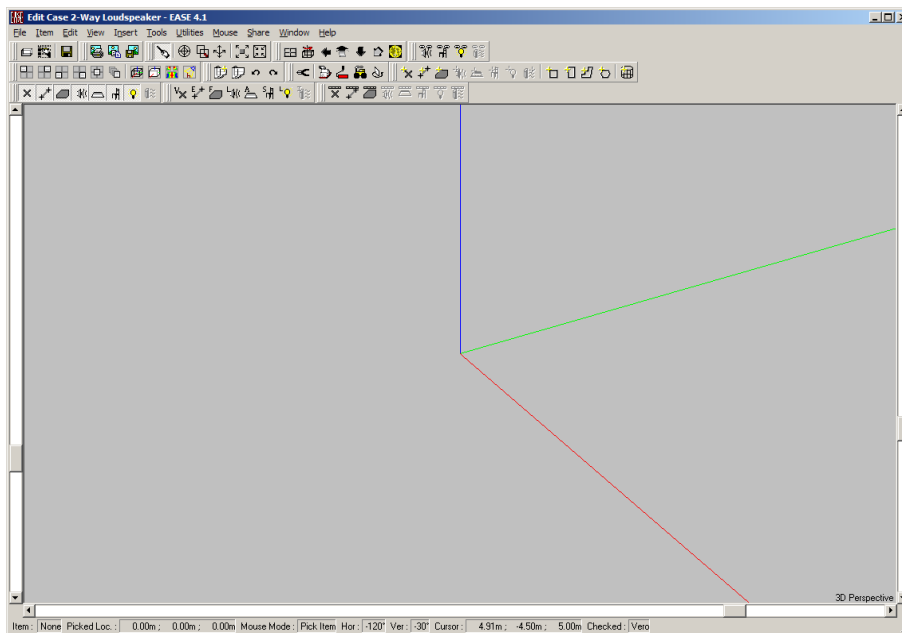 EASE Edit Case 2-Way Loudspeaker - EASE 4.1
File Item Edit View Insert Tools Utilities Mouse Share Window Help
3D Perspective
Item : None Picked Loc. : 0.00m ; 0.00m ; 0.00m Mouse Mode : Pick Item Hor : -120° Ver : -30° Cursor : 4.91m ; -4.50m ; 5.00m Checked : Vero